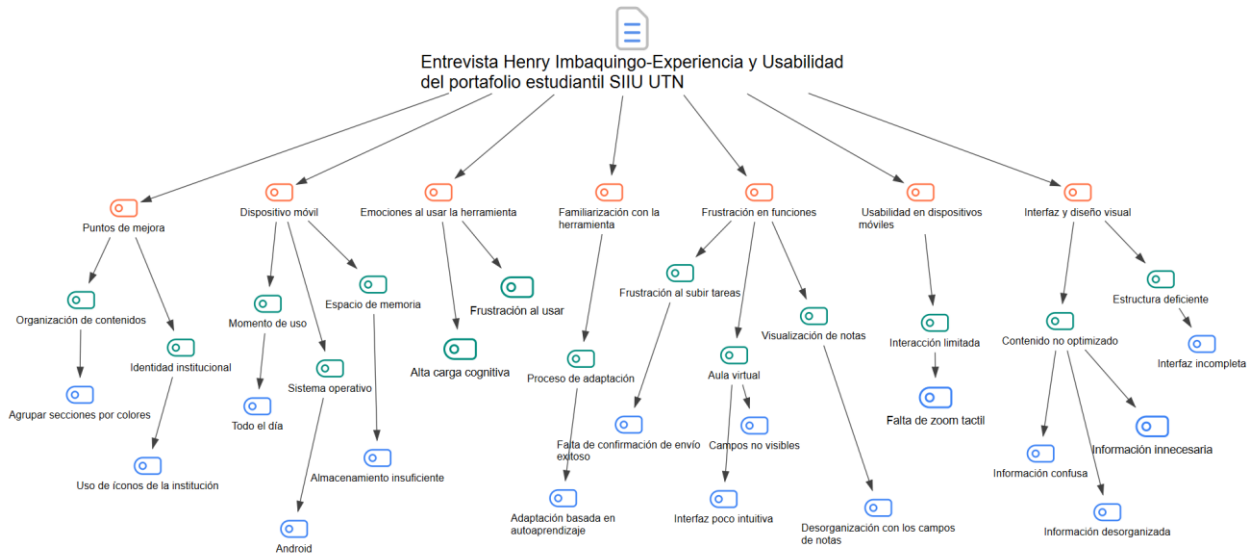 Entrevista Henry Imbaquingo-Experiencia y Usabilidad
del portafolio estudiantil SIIU UTN
Puntos de mejora
Dispositivo móvil
Emociones al usar la herramienta
Familiarización con la
herramienta
Frustración en funciones
Usabilidad en dispositivos
móviles
Interfaz y diseño visual
Organización de contenidos
Identidad institucional
Momento de uso
Sistema operativo
Espacio de memoria
Alta carga cognitiva
Frustración al usar
Proceso de adaptación
Frustración al subir tareas
Aula virtual
Visualización de notas
Interacción limitada
Contenido no optimizado
Estructura deficiente
Agrupar secciones por colores
Uso de íconos de la institución
Todo el día
Android
Almacenamiento insuficiente
Adaptación basada en
autoaprendizaje
Falta de confirmación de envío
exitoso
Interfaz poco intuitiva
Campos no visibles
Desorganización con los campos
de notas
Falta de zoom tactil
Información confusa
Información desorganizada
Información innecesaria
Interfaz incompleta